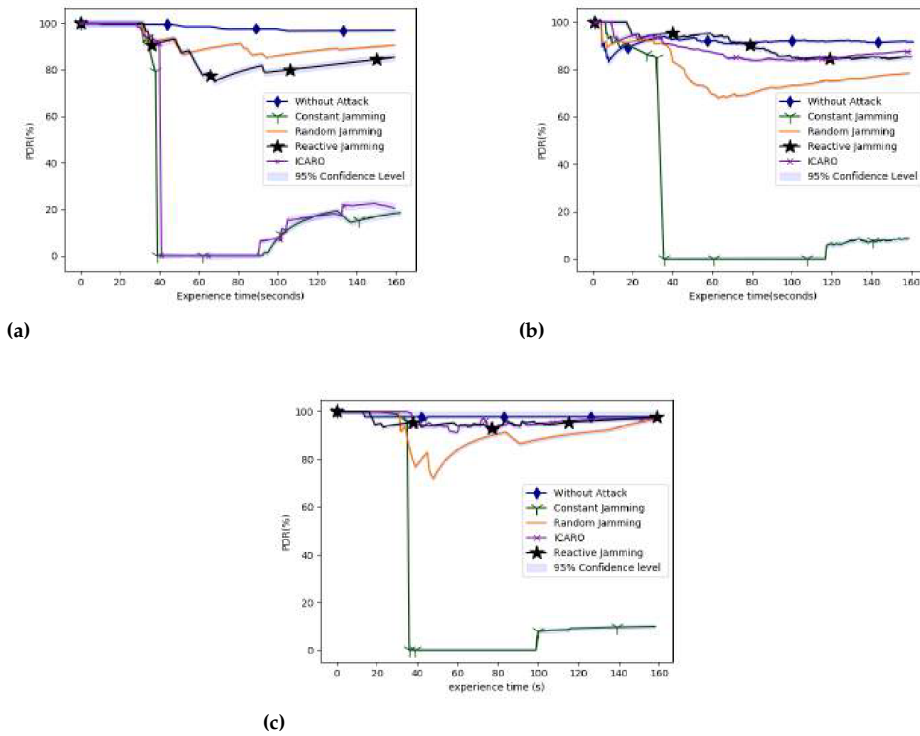 100
80
60
40
20
0
PDR(%)
Without Attack
Constant Jamming
Random Jamming
Reactive Jamming
ICARO
95% Confidence Level
0 20 40 60 80 100 120 140 160
Experience time(seconds)
(a)
100
80
60
40
20
0
PDR(%)
Without Attack
Constant Jamming
Random Jamming
Reactive Jamming
ICARO
95% Confidence Level
0 20 40 60 80 100 120 140 160
Experience time(seconds)
(b)
100
80
60
40
20
0
PDR(%)
Without Attack
Constant Jamming
Random Jamming
ICARO
Reactive Jamming
95% Confidence level
0 20 40 60 80 100 120 140 160
experience time (s)
(c)